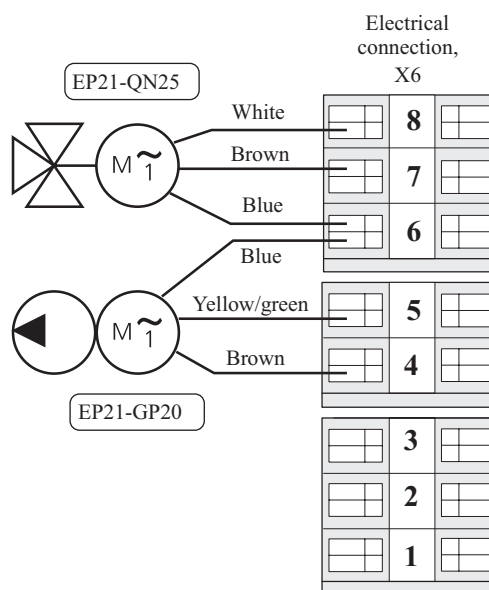 Electrical
connection,
X6
EP21-QN25
White
8
M ~
1
Brown
7
Blue
6
Blue
Yellow/green
5
M ~
1
Brown
4
EP21-GP20
3
2
1